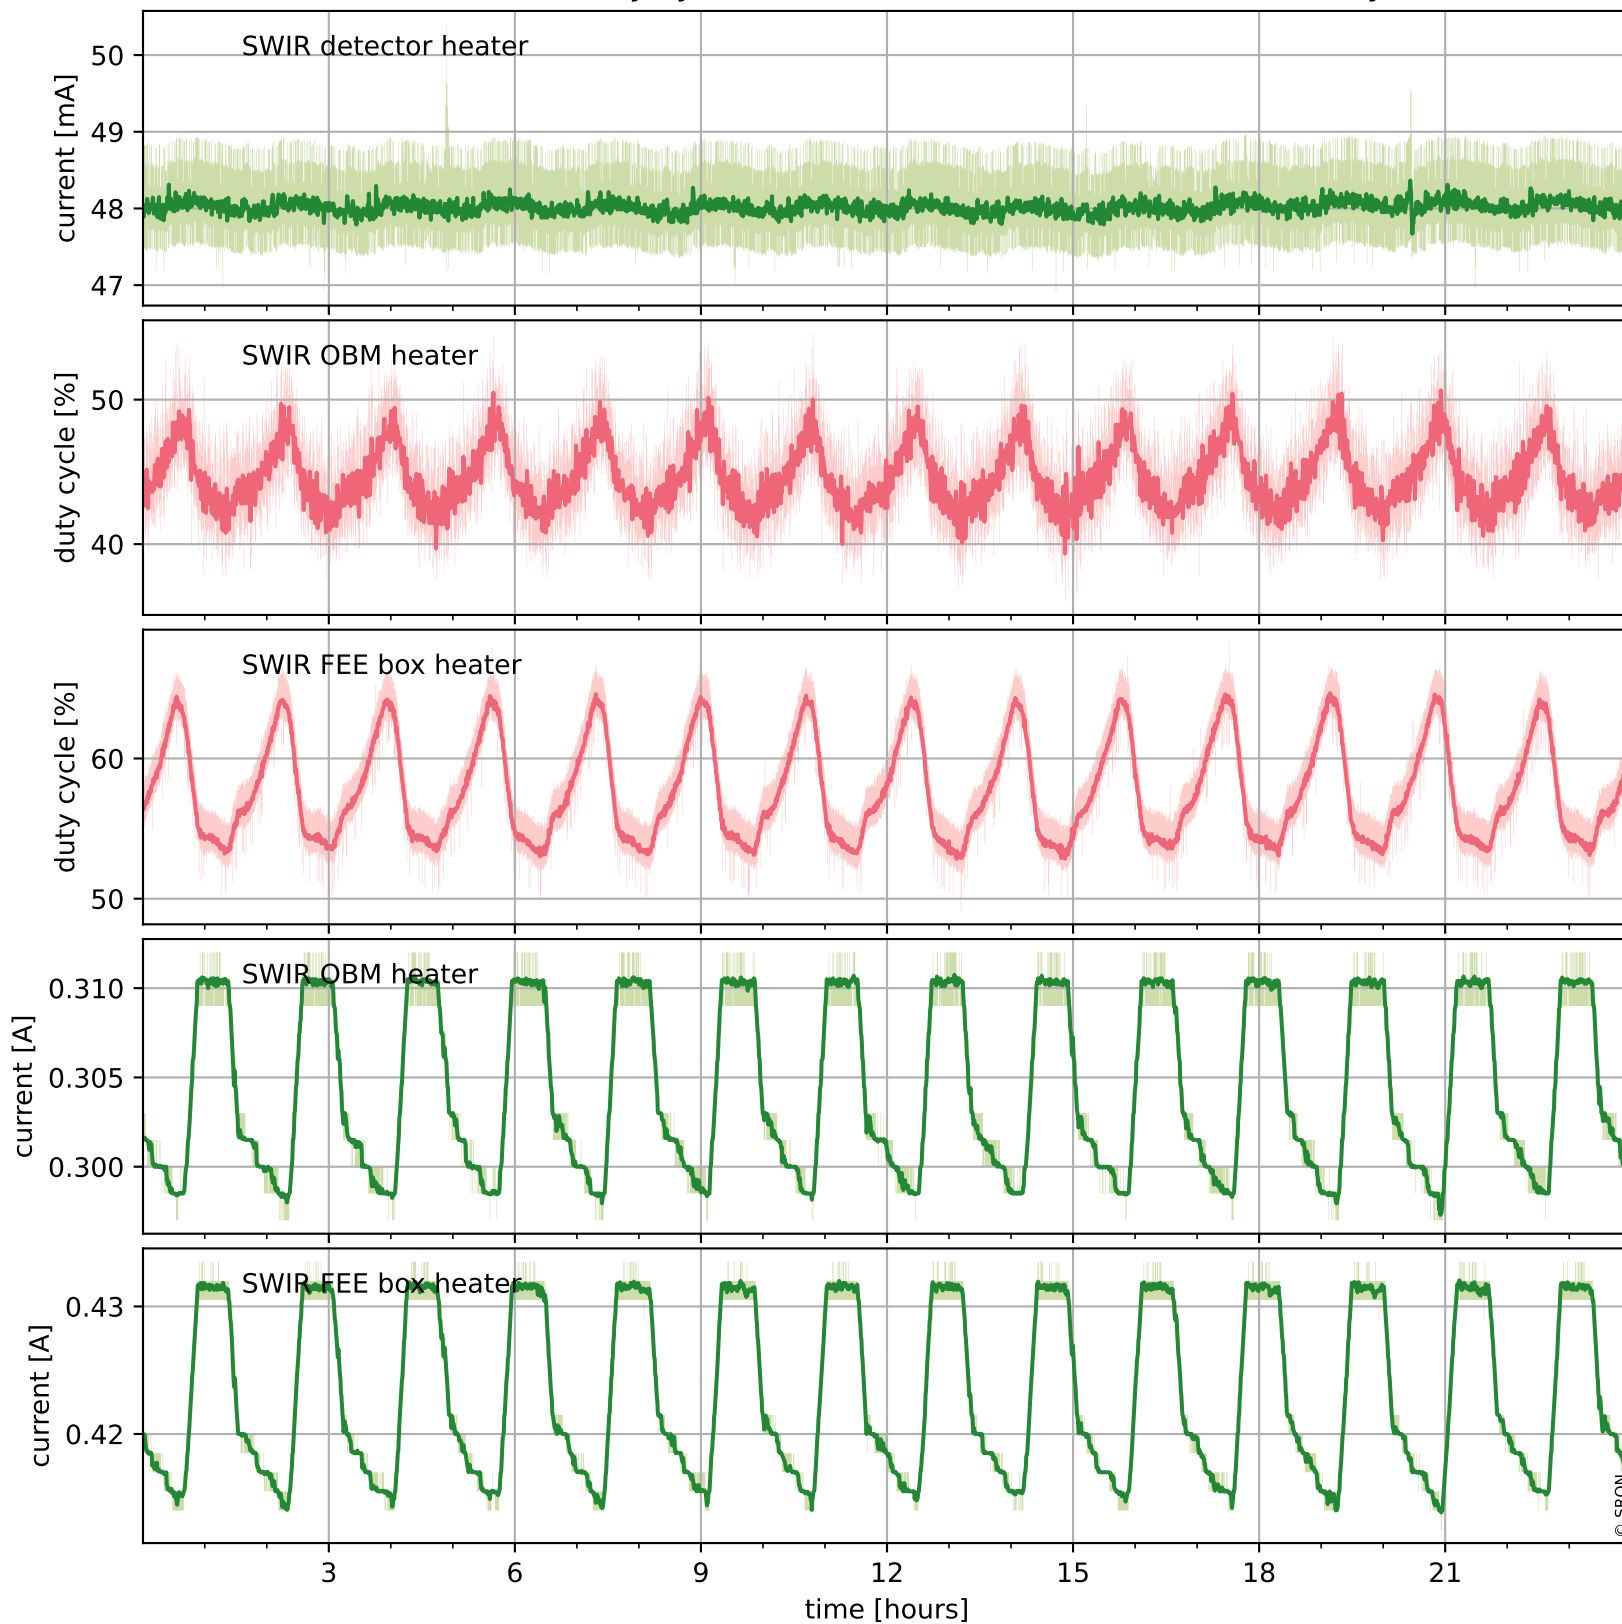 SWIR detector heater
current [mA]
50
49
48
47
SWIR OBM heater
duty cycle [%]
50
40
SWIR FEE box heater
duty cycle [%]
60
50
SWIR OBM heater
current [A]
0.310
0.305
0.300
SWIR FEE box heater
current [A]
0.43
0.42
© SRON
3 6 9 12 15 18 21
time [hours]